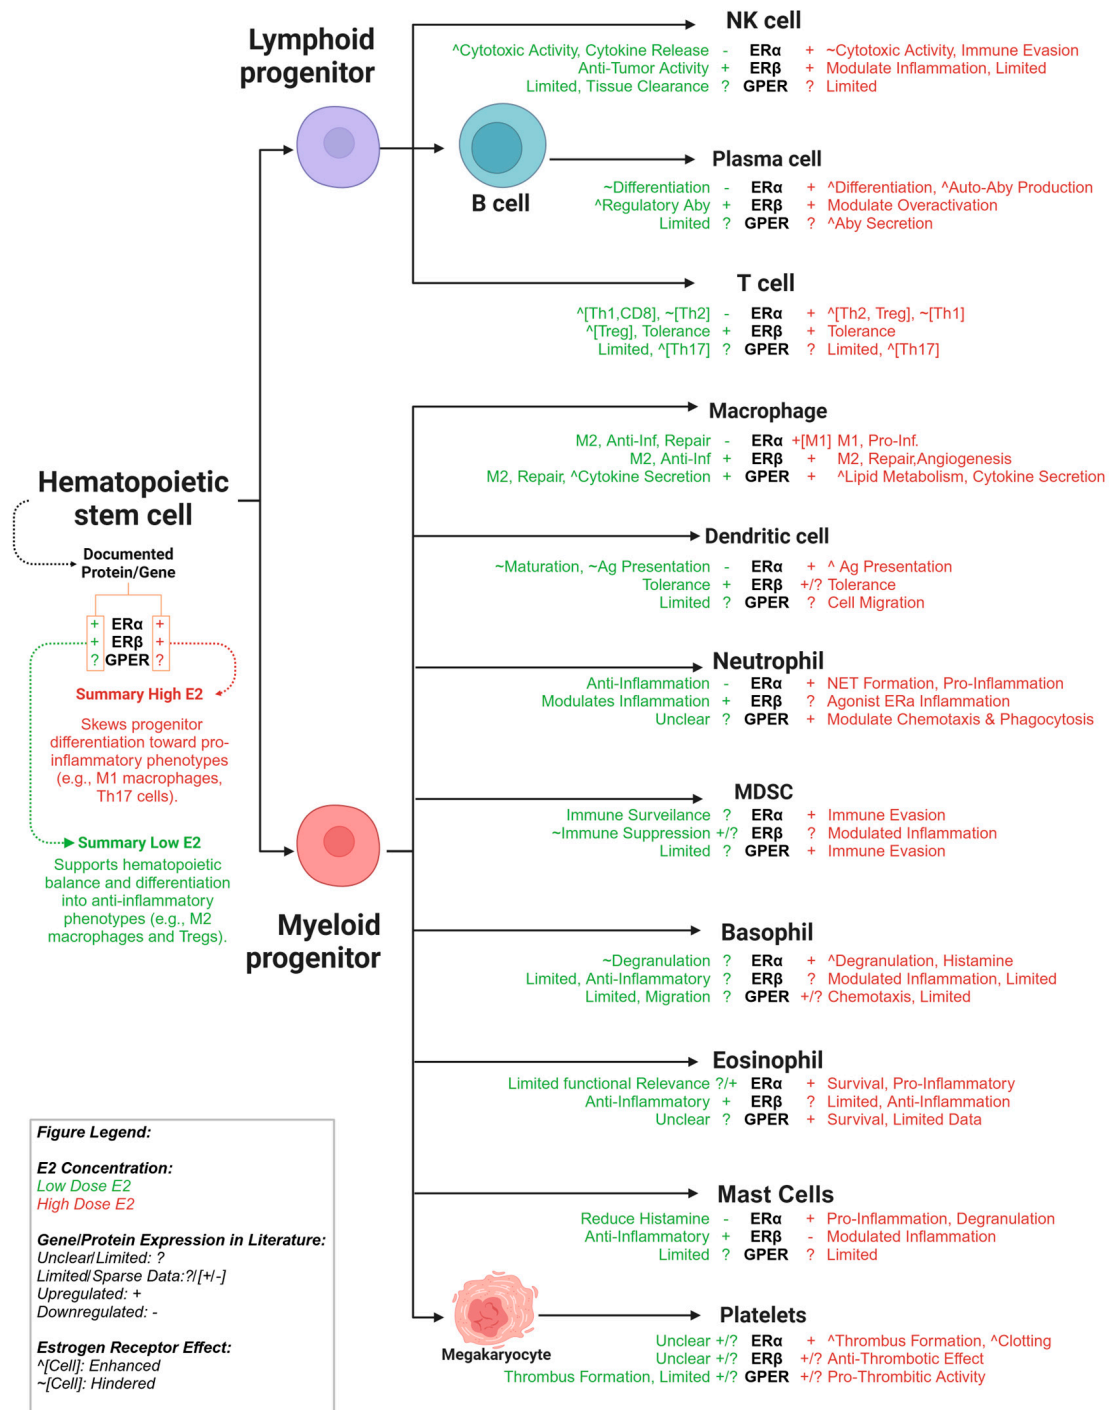 Lymphoid
progenitor
NK cell
^Cytotoxic Activity, Cytokine Release - ERα + ~Cytotoxic Activity, Immune Evasion
Anti-Tumor Activity + ERβ + Modulate Inflammation, Limited
Limited, Tissue Clearance ? GPER ? Limited
B cell
Plasma cell
~Differentiation - ERα + ^Differentiation, ^Auto-Aby Production
^Regulatory Aby + ERβ + Modulate Overactivation
Limited ? GPER ? ^Aby Secretion
T cell
^[Th1,CD8], ~[Th2] - ERα + ^[Th2, Treg], ~[Th1]
^[Treg], Tolerance + ERβ + Tolerance
Limited, ^[Th17] ? GPER ? Limited, ^[Th17]
Macrophage
M2, Anti-Inf, Repair - ERα +[M1] M1, Pro-Inf.
M2, Anti-Inf + ERβ + M2, Repair,Angiogenesis
M2, Repair, ^Cytokine Secretion + GPER + ^Lipid Metabolism, Cytokine Secretion
Hematopoietic
stem cell
Documented
Protein/Gene
+ ERα +
+ ERβ +
? GPER ?
Summary High E2
Skews progenitor
differentiation toward pro-
inflammatory phenotypes
(e.g., M1 macrophages,
Th17 cells).
Summary Low E2
Supports hematopoietic
balance and differentiation
into anti-inflammatory
phenotypes (e.g., M2
macrophages and Tregs).
Dendritic cell
~Maturation, ~Ag Presentation - ERα + ^ Ag Presentation
Tolerance + ERβ +/? Tolerance
Limited ? GPER ? Cell Migration
Neutrophil
Anti-Inflammation - ERα + NET Formation, Pro-Inflammation
Modulates Inflammation + ERβ ? Agonist ERa Inflammation
Unclear ? GPER + Modulate Chemotaxis & Phagocytosis
MDSC
Immune Surveilance ? ERα + Immune Evasion
~Immune Suppression +/? ERβ ? Modulated Inflammation
Limited ? GPER + Immune Evasion
Myeloid
progenitor
Basophil
~Degranulation ? ERα + ^Degranulation, Histamine
Limited, Anti-Inflammatory ? ERβ ? Modulated Inflammation, Limited
Limited, Migration ? GPER +/? Chemotaxis, Limited
Eosinophil
Limited functional Relevance ?/+ ERα + Survival, Pro-Inflammatory
Anti-Inflammatory + ERβ ? Limited, Anti-Inflammation
Unclear ? GPER + Survival, Limited Data
Mast Cells
Reduce Histamine - ERα + Pro-Inflammation, Degranulation
Anti-Inflammatory + ERβ - Modulated Inflammation
Limited ? GPER ? Limited
Megakaryocyte
Platelets
Unclear +/? ERα + ^Thrombus Formation, ^Clotting
Unclear +/? ERβ +/? Anti-Thrombotic Effect
Thrombus Formation, Limited +/? GPER +/? Pro-Thrombitic Activity
Figure Legend:
E2 Concentration:
Low Dose E2
High Dose E2
Gene/Protein Expression in Literature:
Unclear/Limited: ?
Limited/Sparse Data:?/[+/-]
Upregulated: +
Downregulated: -
Estrogen Receptor Effect:
^[Cell]: Enhanced
~[Cell]: Hindered